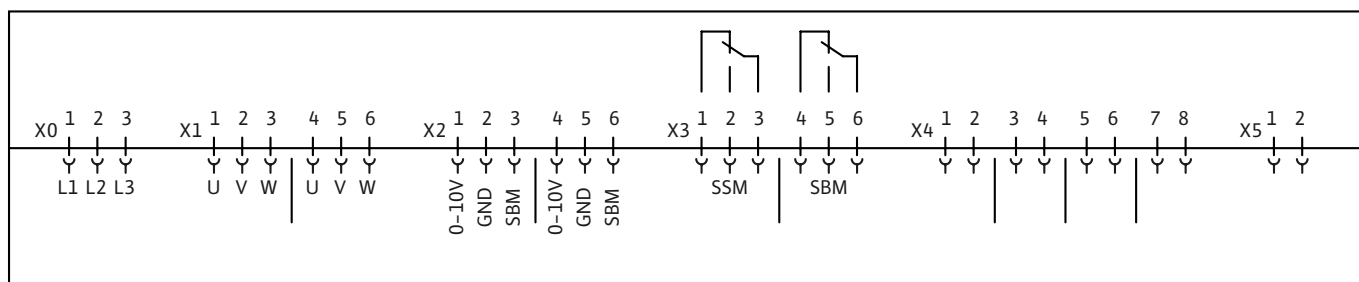 X0 1 2 3 X1 1 2 3 4 5 6 X2 1 2 3 4 5 6 X3 1 2 3 4 5 6 X4 1 2 3 4 5 6 7 8 X5 1 2
L1 L2 L3 U V W U V W 0–10V GND SBM 0–10V GND SBM SSM SBM